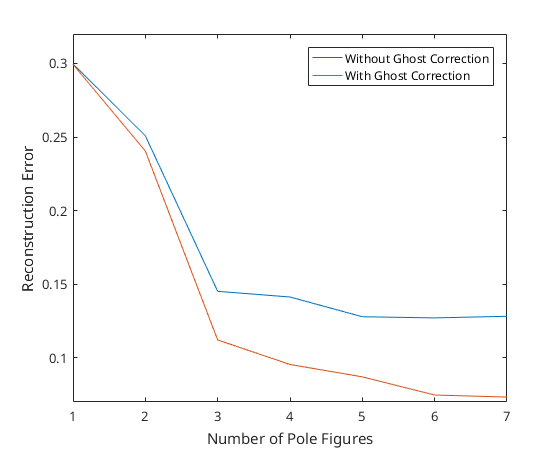 Without Ghost Correction
With Ghost Correction
0.3
0.25
0.2
0.15
0.1
Reconstruction Error
1 2 3 4 5 6 7
Number of Pole Figures